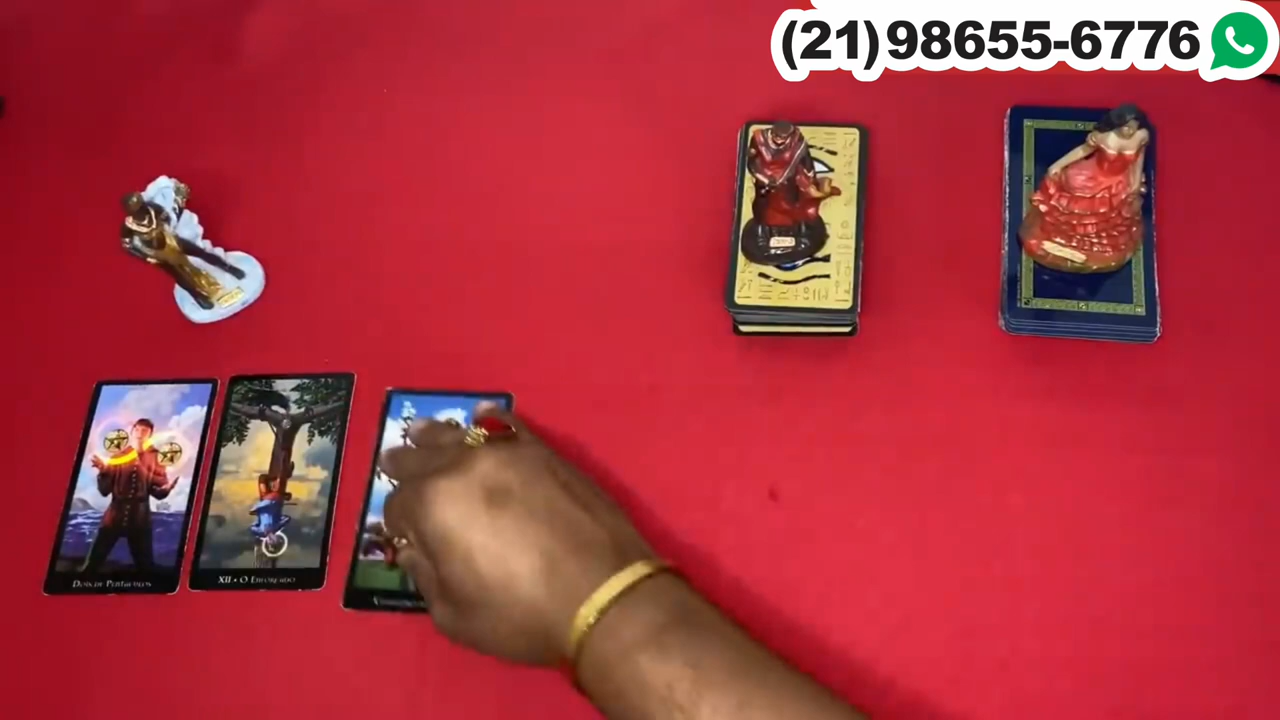 (21)98655-6776
Dois de Pentáculos
XII • O Enforcado